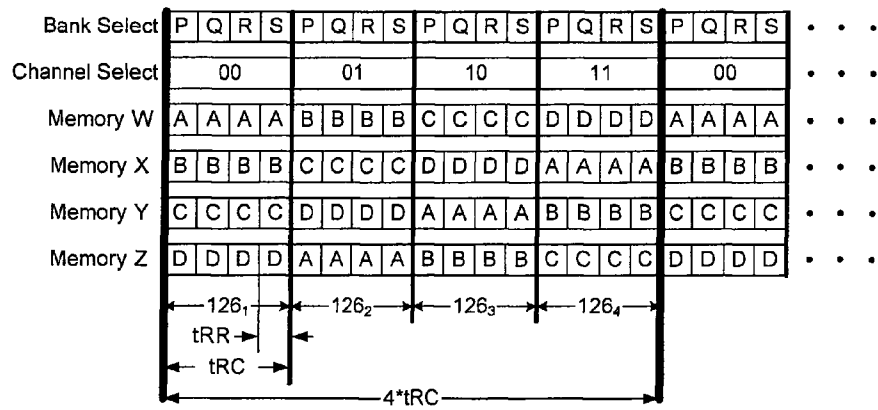 Bank Select P Q R S P Q R S P Q R S P Q R S P Q R S • • •
Channel Select 00 01 10 11 00 • • •
Memory W A A A A B B B B C C C C D D D D A A A A • • •
Memory X B B B B C C C C D D D D A A A A B B B B • • •
Memory Y C C C C D D D D A A A A B B B B C C C C • • •
Memory Z D D D D A A A A B B B B C C C C D D D D • • •
126₁ 126₂ 126₃ 126₄
tRR
tRC
4*tRC